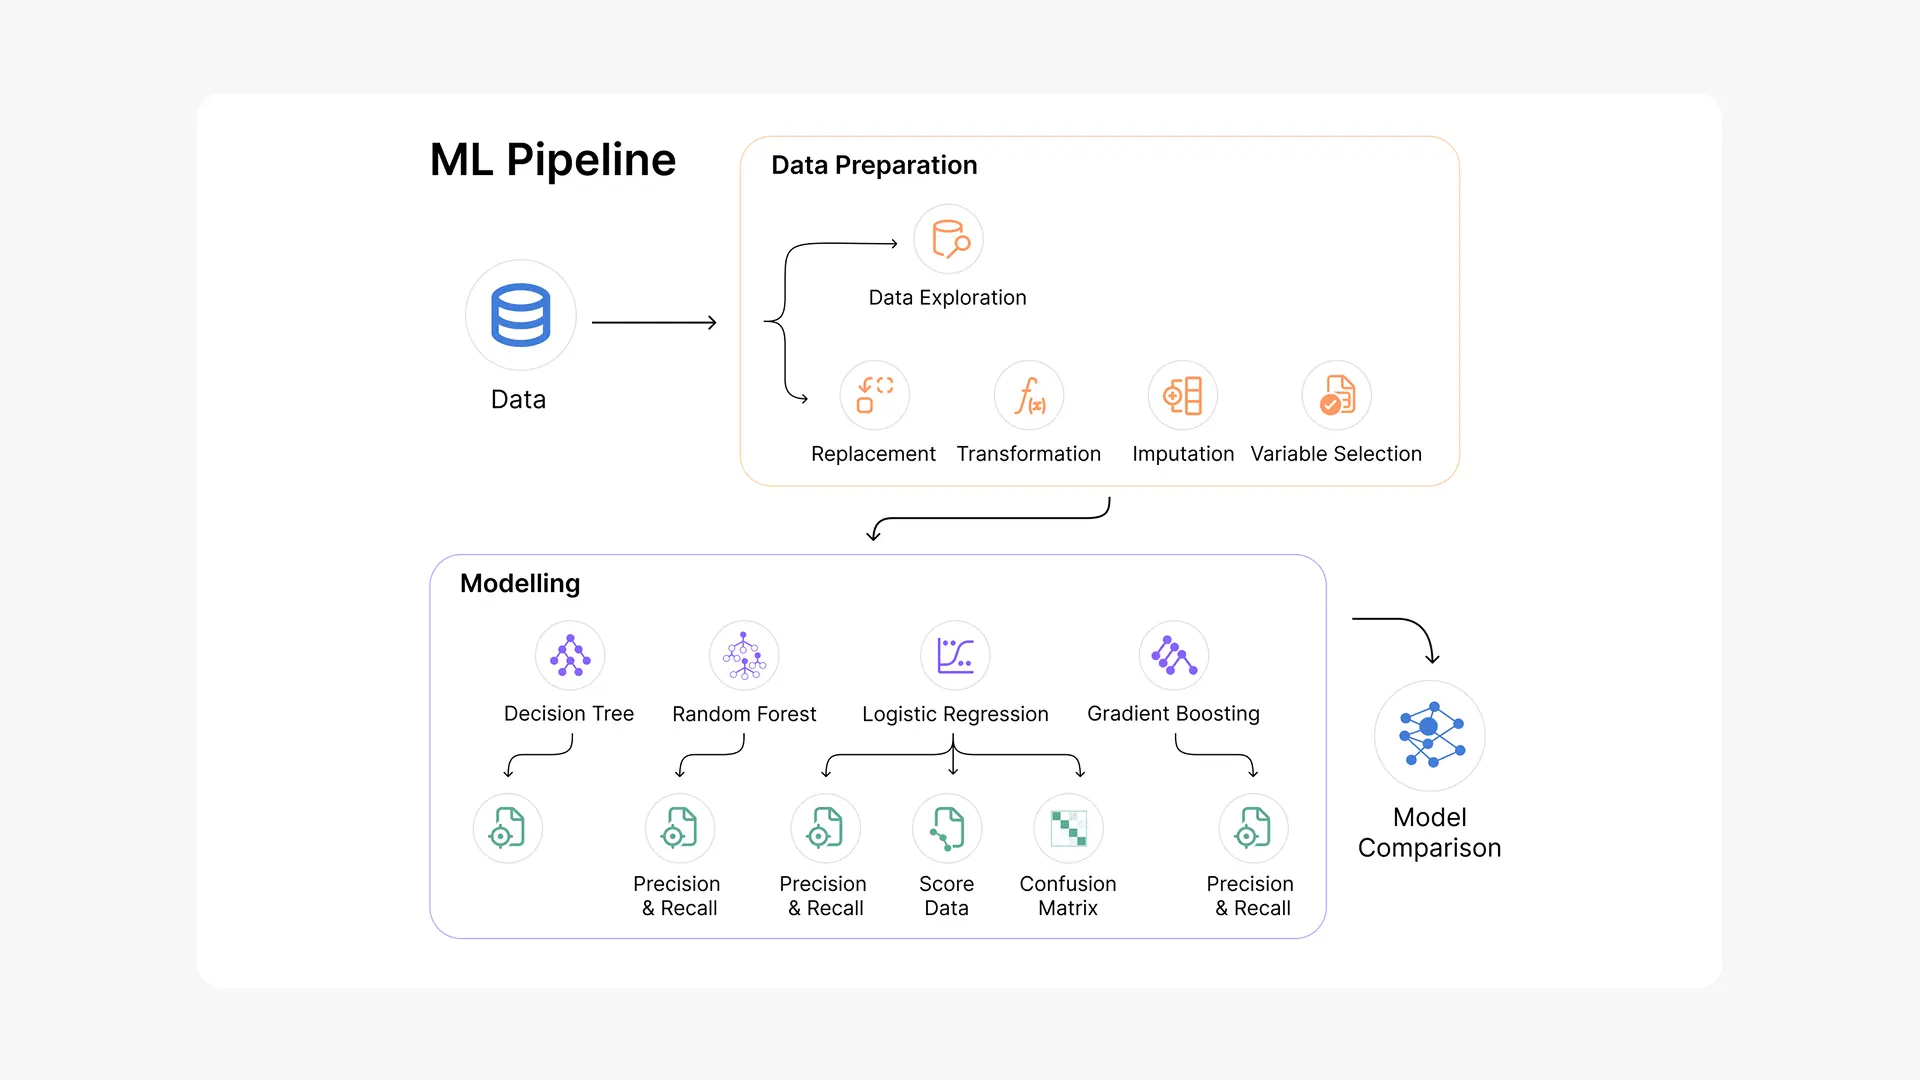 ML Pipeline
Data Preparation
Data Exploration
Data
f(x)
Replacement
Transformation
Imputation
Variable Selection
Modelling
Decision Tree
Random Forest
Logistic Regression
Gradient Boosting
Precision
& Recall
Precision
& Recall
Score
Data
Confusion
Matrix
Precision
& Recall
Model
Comparison